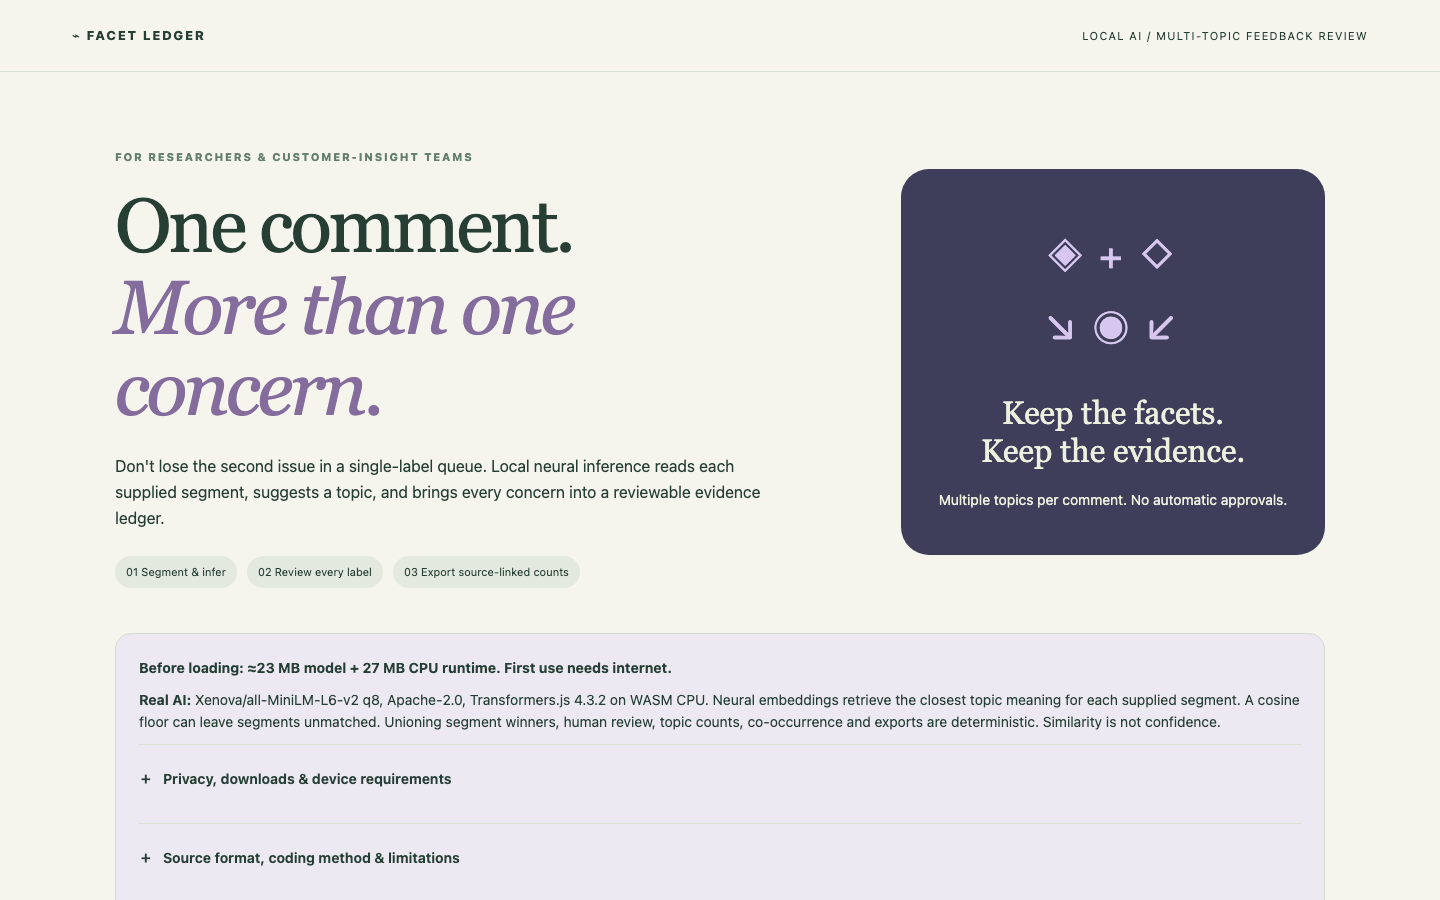 ⌁ FACET LEDGER
LOCAL AI / MULTI-TOPIC FEEDBACK REVIEW
FOR RESEARCHERS & CUSTOMER-INSIGHT TEAMS
One comment.
More than one
concern.
Don't lose the second issue in a single-label queue. Local neural inference reads each
supplied segment, suggests a topic, and brings every concern into a reviewable evidence
ledger.
01 Segment & infer
02 Review every label
03 Export source-linked counts
◈ + ◇
↘ ◉ ↙
Keep the facets.
Keep the evidence.
Multiple topics per comment. No automatic approvals.
Before loading: ≈23 MB model + 27 MB CPU runtime. First use needs internet.
Real AI: Xenova/all-MiniLM-L6-v2 q8, Apache-2.0, Transformers.js 4.3.2 on WASM CPU. Neural embeddings retrieve the closest topic meaning for each supplied segment. A cosine
floor can leave segments unmatched. Unioning segment winners, human review, topic counts, co-occurrence and exports are deterministic. Similarity is not confidence.
+ Privacy, downloads & device requirements
+ Source format, coding method & limitations